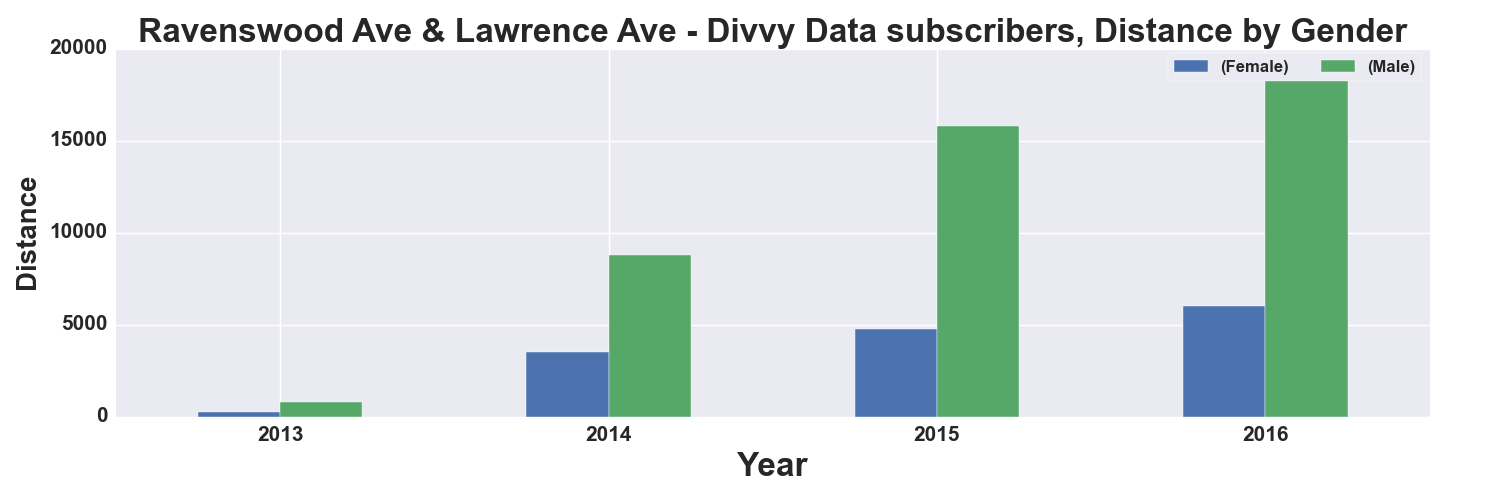 Ravenswood Ave & Lawrence Ave - Divvy Data subscribers, Distance by Gender
(Female) (Male)
20000
15000
10000
5000
0
Distance
2013 2014 2015 2016
Year